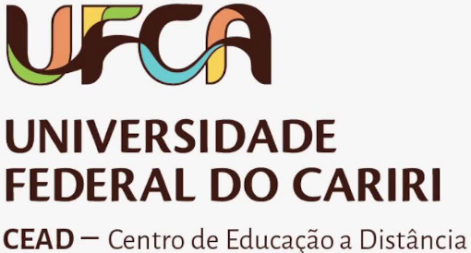 UFCA
UNIVERSIDADE
FEDERAL DO CARIRI
CEAD — Centro de Educação a Distância